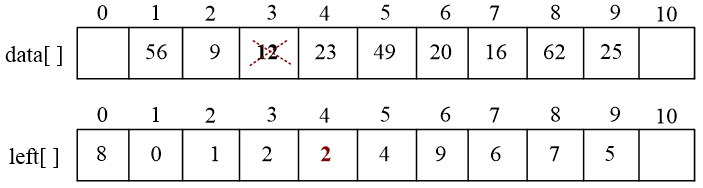 0 1 2 3 4 5 6 7 8 9 10
data[ ] 56 9 12 23 49 20 16 62 25
0 1 2 3 4 5 6 7 8 9 10
left[ ] 8 0 1 2 2 4 9 6 7 5